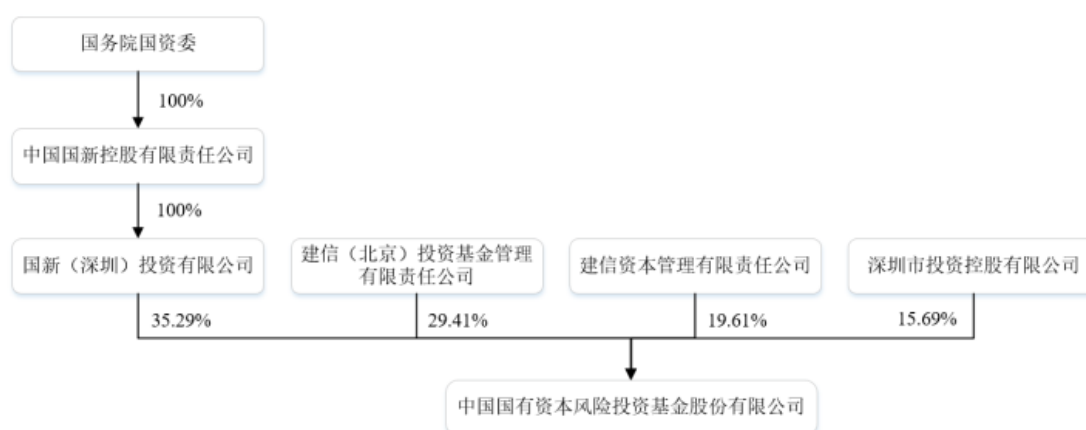 国务院国资委
100%
中国国新控股有限责任公司
100%
国新（深圳）投资有限公司
建信（北京）投资基金管理
有限责任公司
建信资本管理有限责任公司
深圳市投资控股有限公司
35.29%
29.41%
19.61%
15.69%
中国国有资本风险投资基金股份有限公司